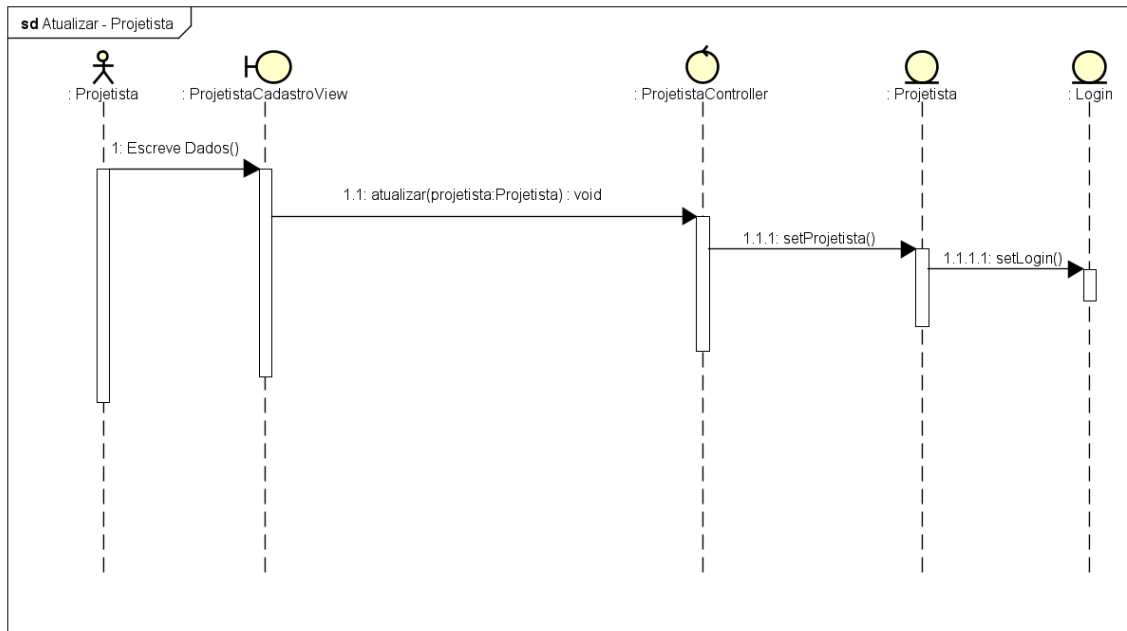 sd Atualizar - Projetista
: Projetista
: ProjetistaCadastroView
: ProjetistaController
: Projetista
: Login
1: Escreve Dados()
1.1: atualizar(projetista:Projetista) : void
1.1.1: setProjetista()
1.1.1.1: setLogin()